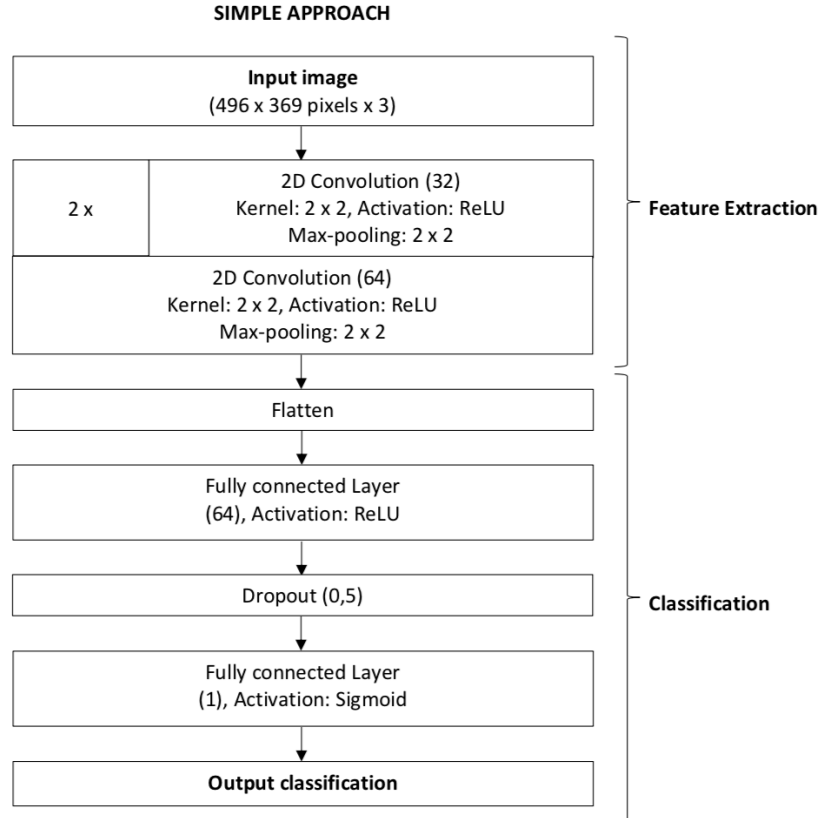 SIMPLE APPROACH
Input image
(496 x 369 pixels x 3)
2 x
2D Convolution (32)
Kernel: 2 x 2, Activation: ReLU
Max-pooling: 2 x 2
2D Convolution (64)
Kernel: 2 x 2, Activation: ReLU
Max-pooling: 2 x 2
Feature Extraction
Flatten
Fully connected Layer
(64), Activation: ReLU
Dropout (0,5)
Fully connected Layer
(1), Activation: Sigmoid
Output classification
Classification